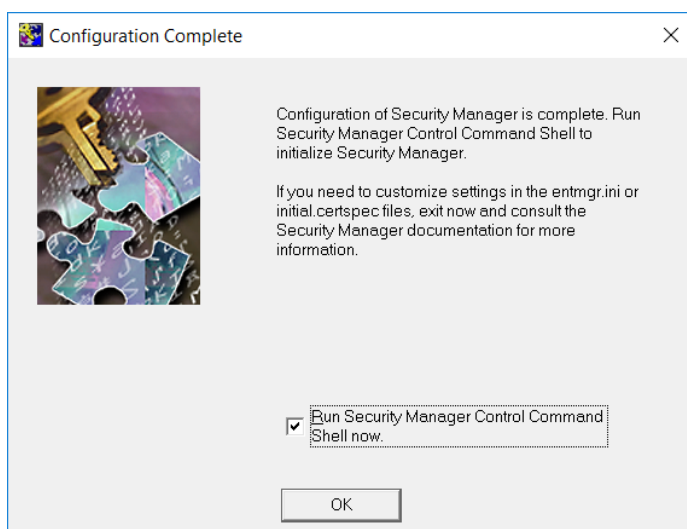 Configuration Complete
Configuration of Security Manager is complete. Run
Security Manager Control Command Shell to
initialize Security Manager.
If you need to customize settings in the entmgr.ini or
initial.certspec files, exit now and consult the
Security Manager documentation for more
information.
Run Security Manager Control Command
Shell now.
OK